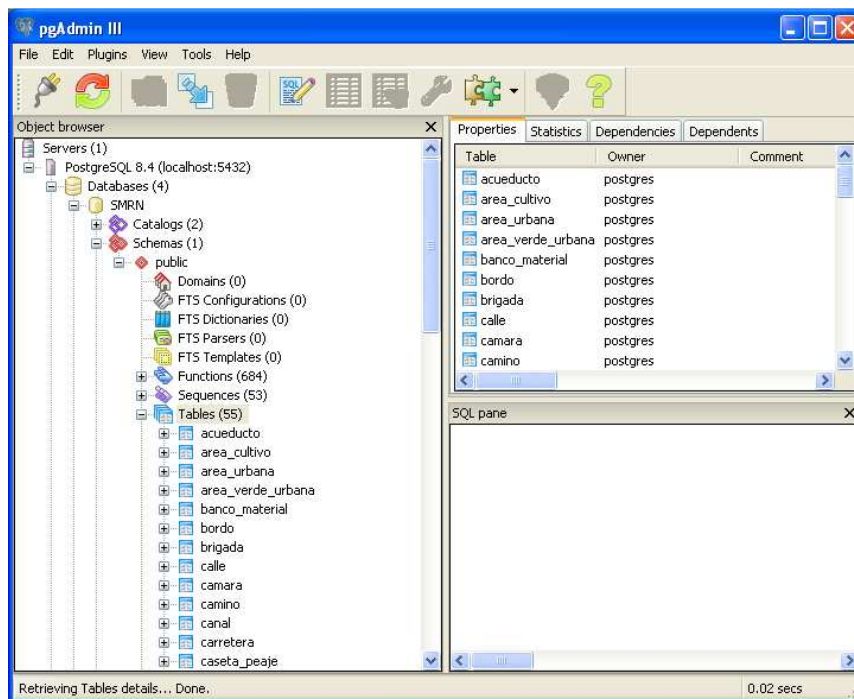 pgAdmin III
File Edit Plugins View Tools Help
SQL
Object browser
Servers (1)
PostgreSQL 8.4 (localhost:5432)
Databases (4)
SMRN
Catalogs (2)
Schemas (1)
public
Domains (0)
FTS Configurations (0)
FTS Dictionaries (0)
FTS Parsers (0)
FTS Templates (0)
Functions (684)
Sequences (53)
Tables (55)
acueducto
area_cultivo
area_urbana
area_verde_urbana
banco_material
bordo
brigada
calle
camara
camino
canal
carretera
caseta_peaje
Properties Statistics Dependencies Dependents
Table Owner Comment
acueducto postgres
area_cultivo postgres
area_urbana postgres
area_verde_urbana postgres
banco_material postgres
bordo postgres
brigada postgres
calle postgres
camara postgres
camino postgres
SQL pane
Retrieving Tables details... Done. 0.02 secs